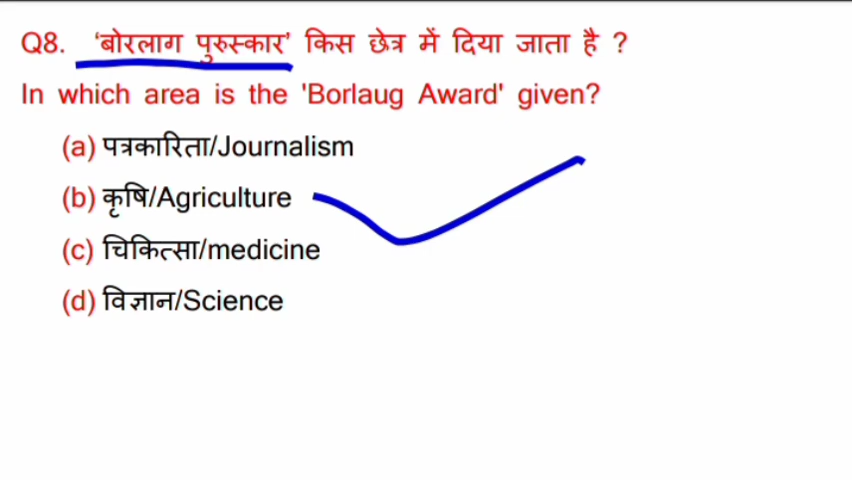 Q8. 'बोरलाग पुरुस्कार' किस छेत्र में दिया जाता है ?
In which area is the 'Borlaug Award' given?
(a) पत्रकारिता/Journalism
(b) कृषि/Agriculture
(c) चिकित्सा/medicine
(d) विज्ञान/Science